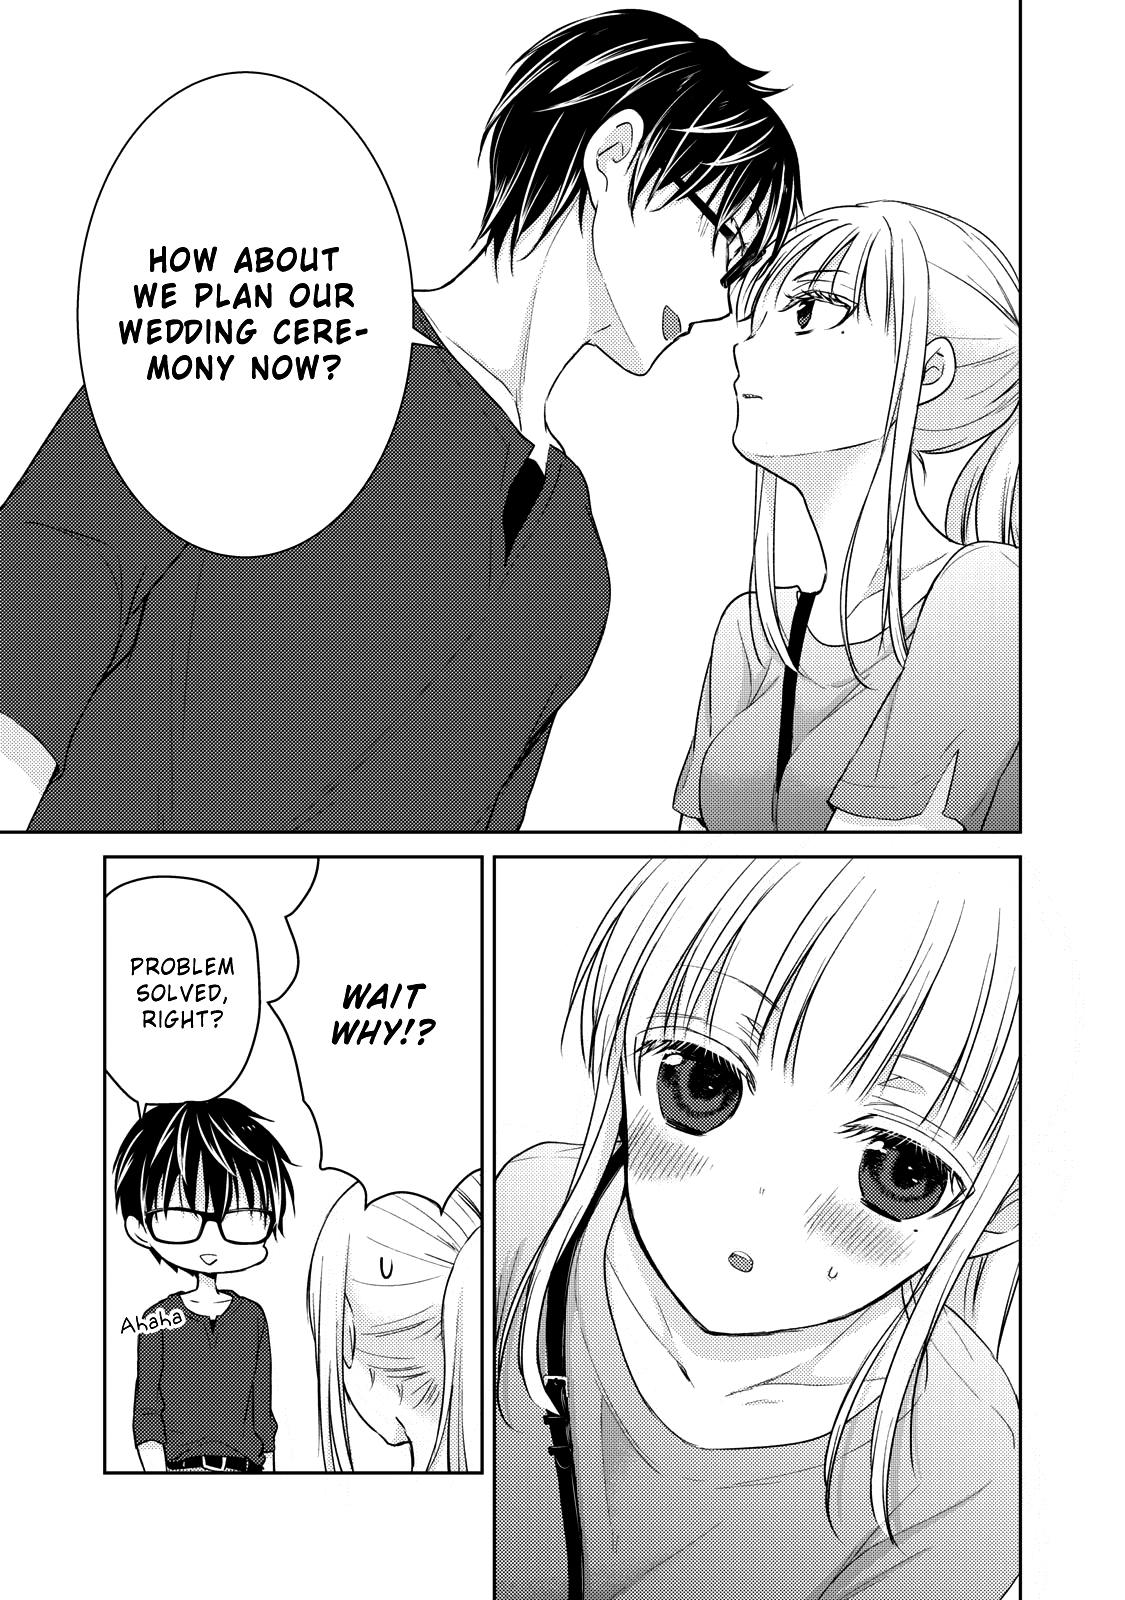 HOW ABOUT
WE PLAN OUR
WEDDING CERE-
MONY NOW?
WAIT
WHY!?
PROBLEM
SOLVED,
RIGHT?
Ahaha